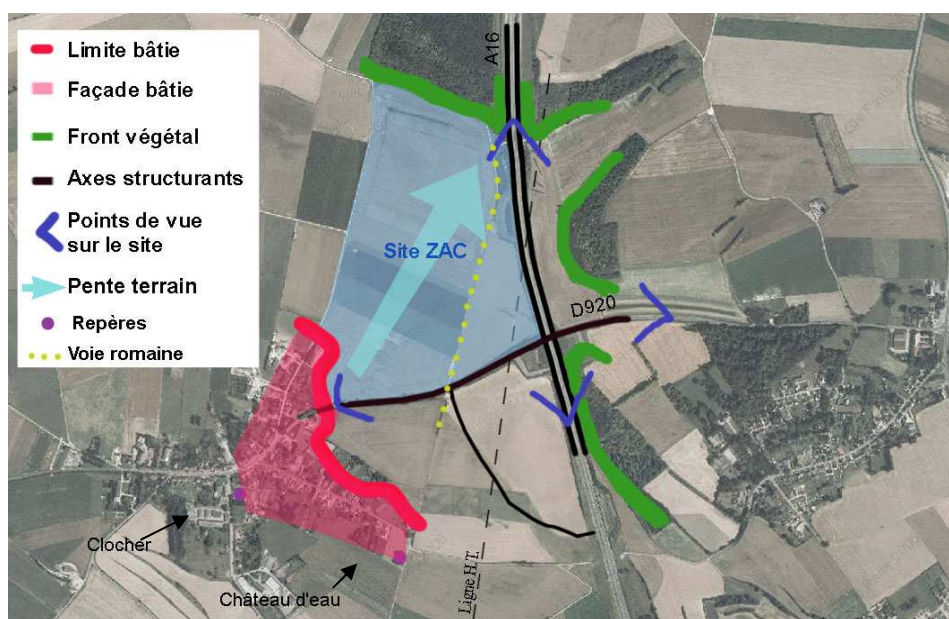 Limite bâtie
Façade bâtie
Front végétal
Axes structurants
Points de vue
sur le site
Pente terrain
Repères
Voie romaine
A16
Site ZAC
D920
Clocher
Château d'eau
Ligne H.T.